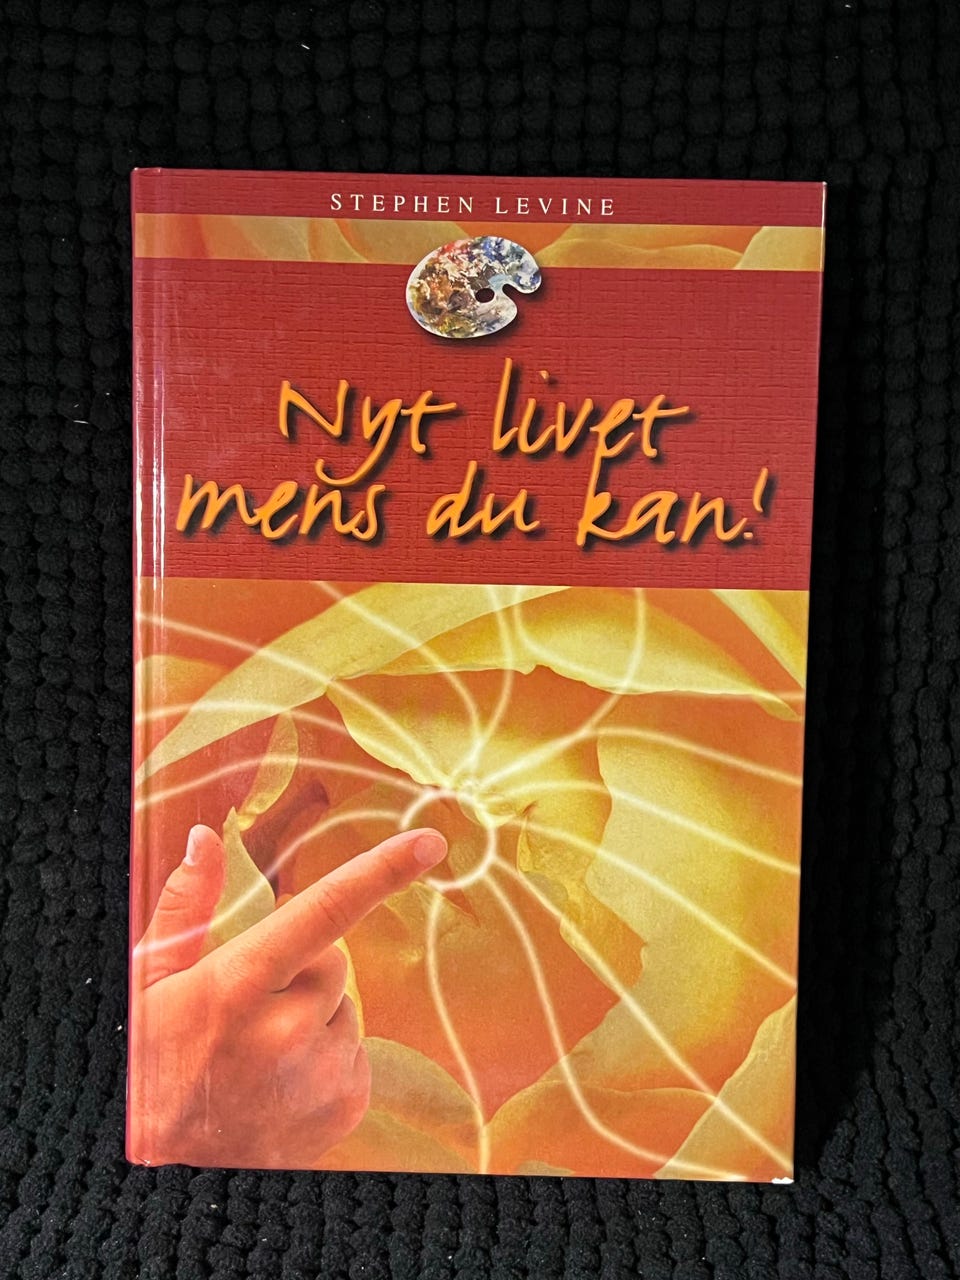 STEPHEN LEVINE
Nyt livet
mens du kan!